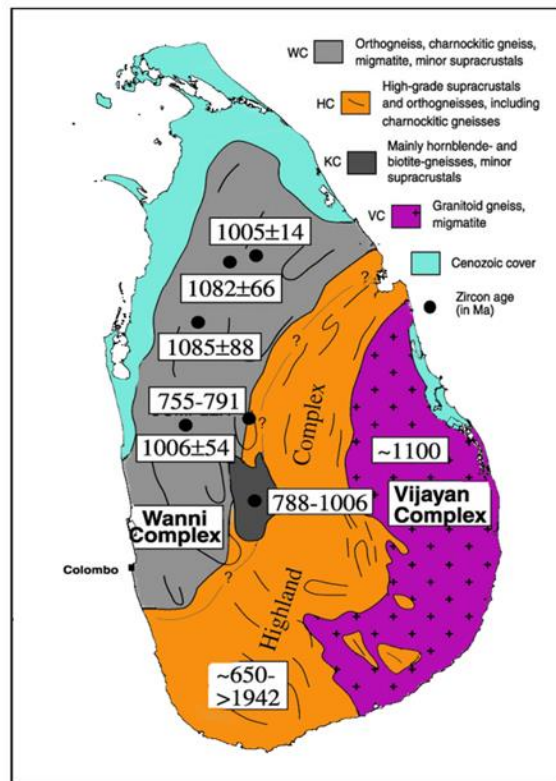 WC
Orthogneiss, charnockitic gneiss,
migmatite, minor supracrustals
HC
High-grade supracrustals
and orthogneisses, including
charnockitic gneisses
KC
Mainly hornblende- and
biotite-gneisses, minor
supracrustals
VC
Granitoid gneiss,
migmatite
Cenozoic cover
Zircon age
(in Ma)
1005±14
1082±66
?
1085±88
755-791
?
1006±54
Complex
~1100
788-1006
Vijayan
Complex
Wanni
Complex
Colombo
?
Highland
~650-
>1942